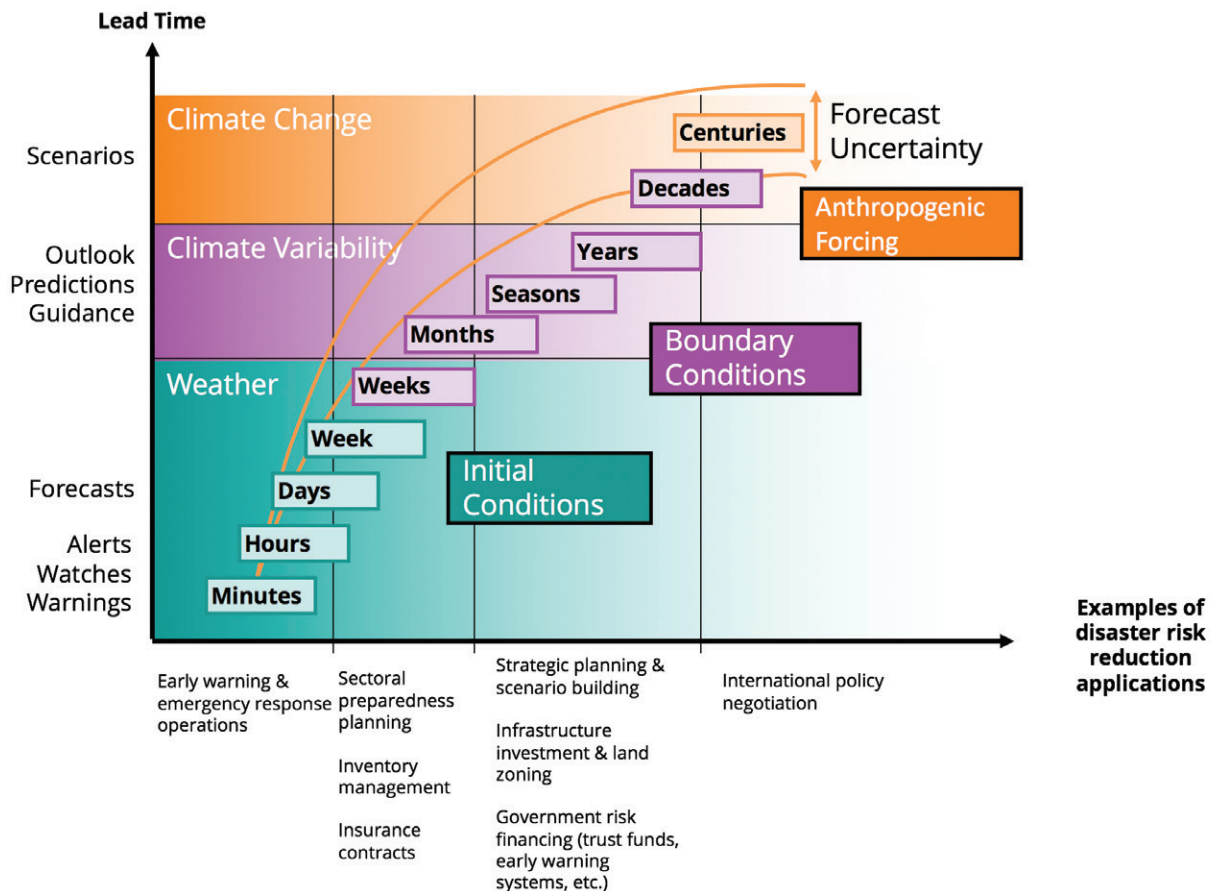 Lead Time
Climate Change
Centuries
Forecast
Uncertainty
Scenarios
Decades
Anthropogenic
Forcing
Climate Variability
Outlook
Predictions
Guidance
Years
Seasons
Months
Boundary
Conditions
Weather
Weeks
Week
Initial
Conditions
Forecasts
Days
Alerts
Watches
Warnings
Hours
Minutes
Examples of
disaster risk
reduction
applications
Early warning &
emergency response
operations
Sectoral
preparedness
planning
Inventory
management
Insurance
contracts
Strategic planning &
scenario building
Infrastructure
investment & land
zoning
Government risk
financing (trust funds,
early warning
systems, etc.)
International policy
negotiation